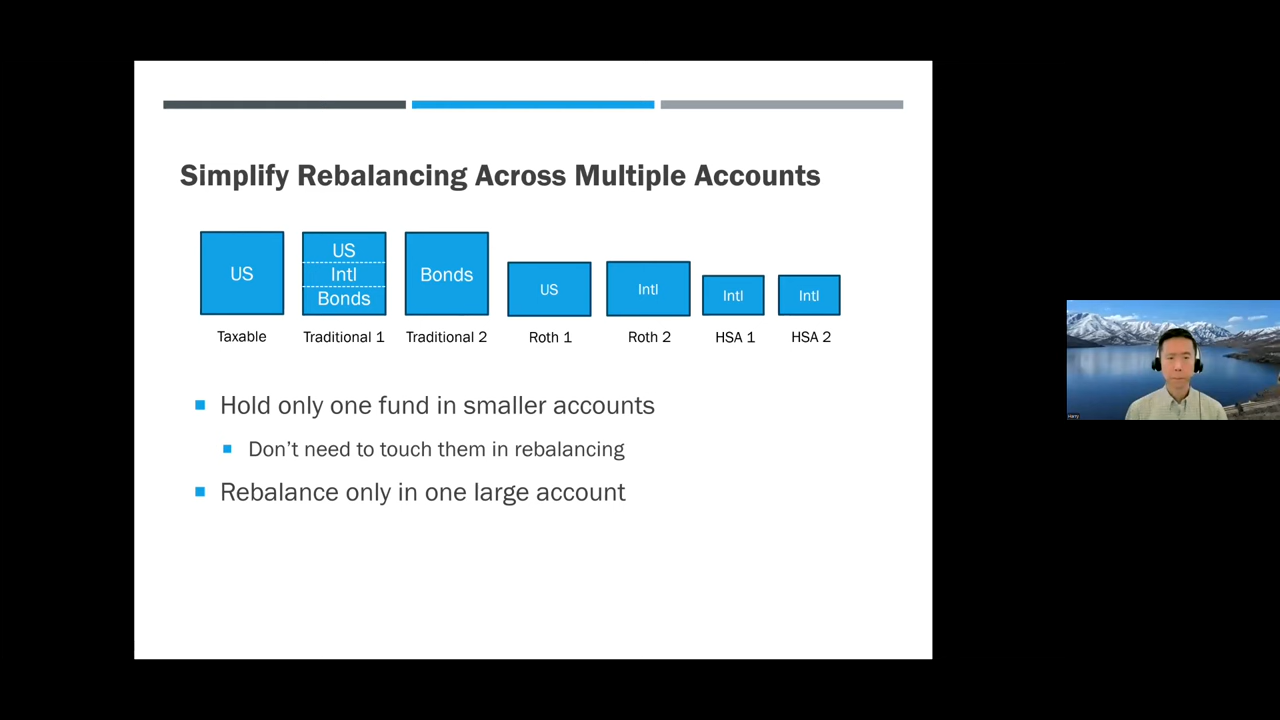 Simplify Rebalancing Across Multiple Accounts
US
US
Intl
Bonds
Bonds
US
Intl
Intl
Intl
Taxable
Traditional 1
Traditional 2
Roth 1
Roth 2
HSA 1
HSA 2
Hold only one fund in smaller accounts
Don't need to touch them in rebalancing
Rebalance only in one large account
Harry